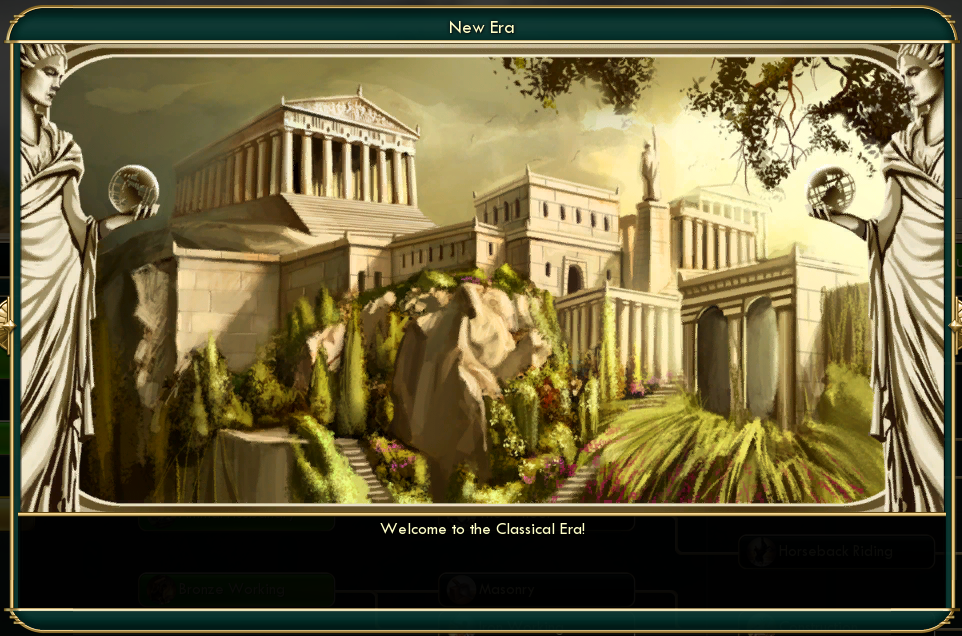 New Era
Welcome to the Classical Era!
Horseback Riding
Bronze Working
Masonry